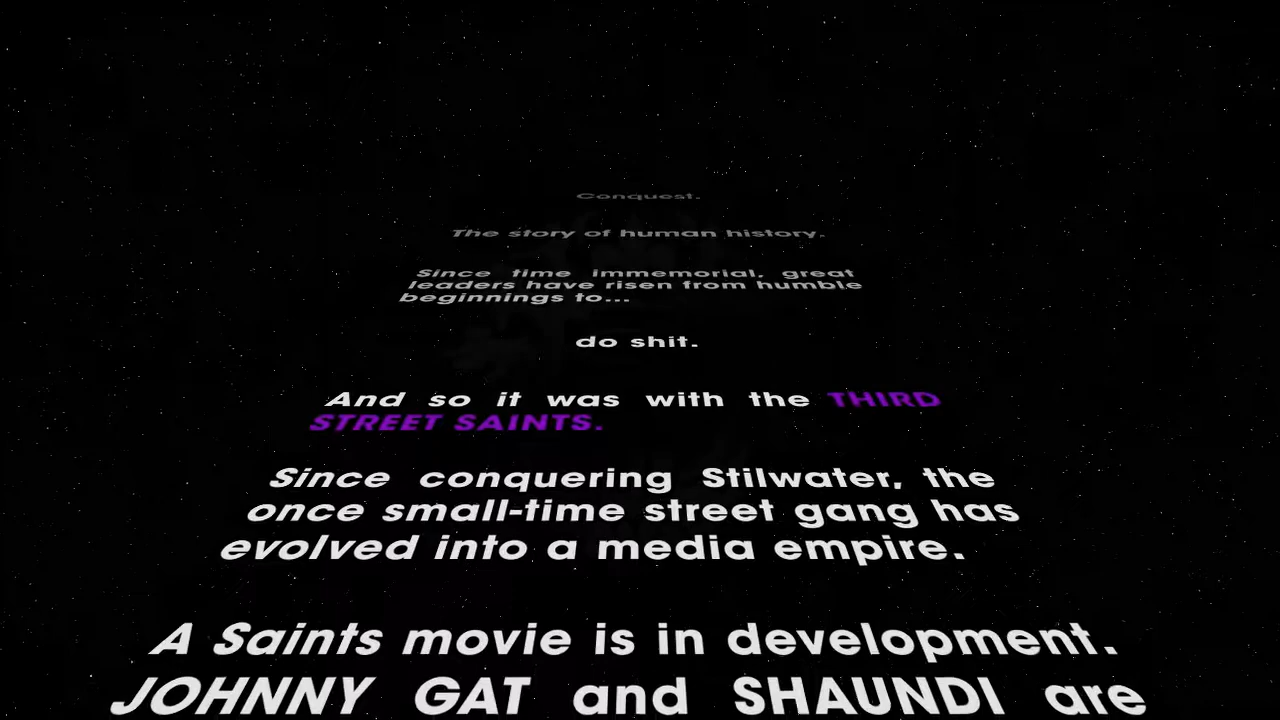 Conquest.
The story of human history.
Since time immemorial, great
leaders have risen from humble
beginnings to...
do shit.
And so it was with the THIRD
STREET SAINTS.
Since conquering Stilwater, the
once small-time street gang has
evolved into a media empire.
A Saints movie is in development.
JOHNNY GAT and SHAUNDI are